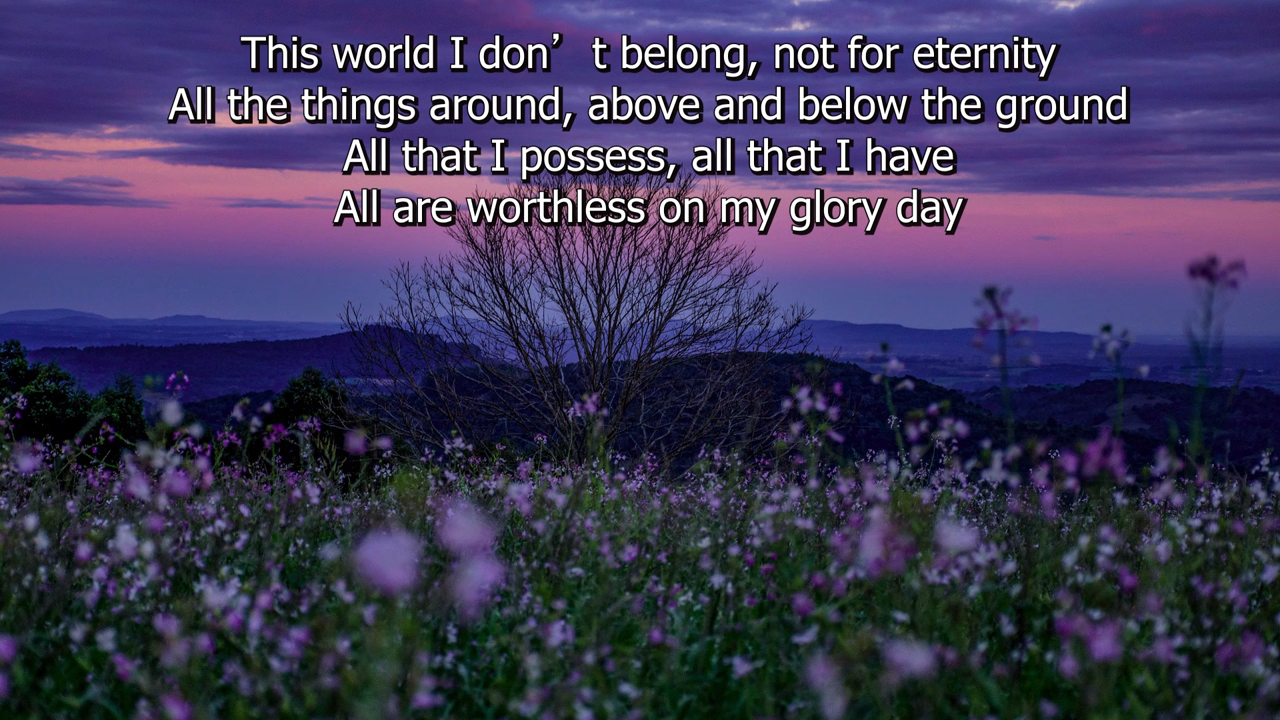 This world I don’ t belong, not for eternity
All the things around, above and below the ground
All that I possess, all that I have
All are worthless on my glory day